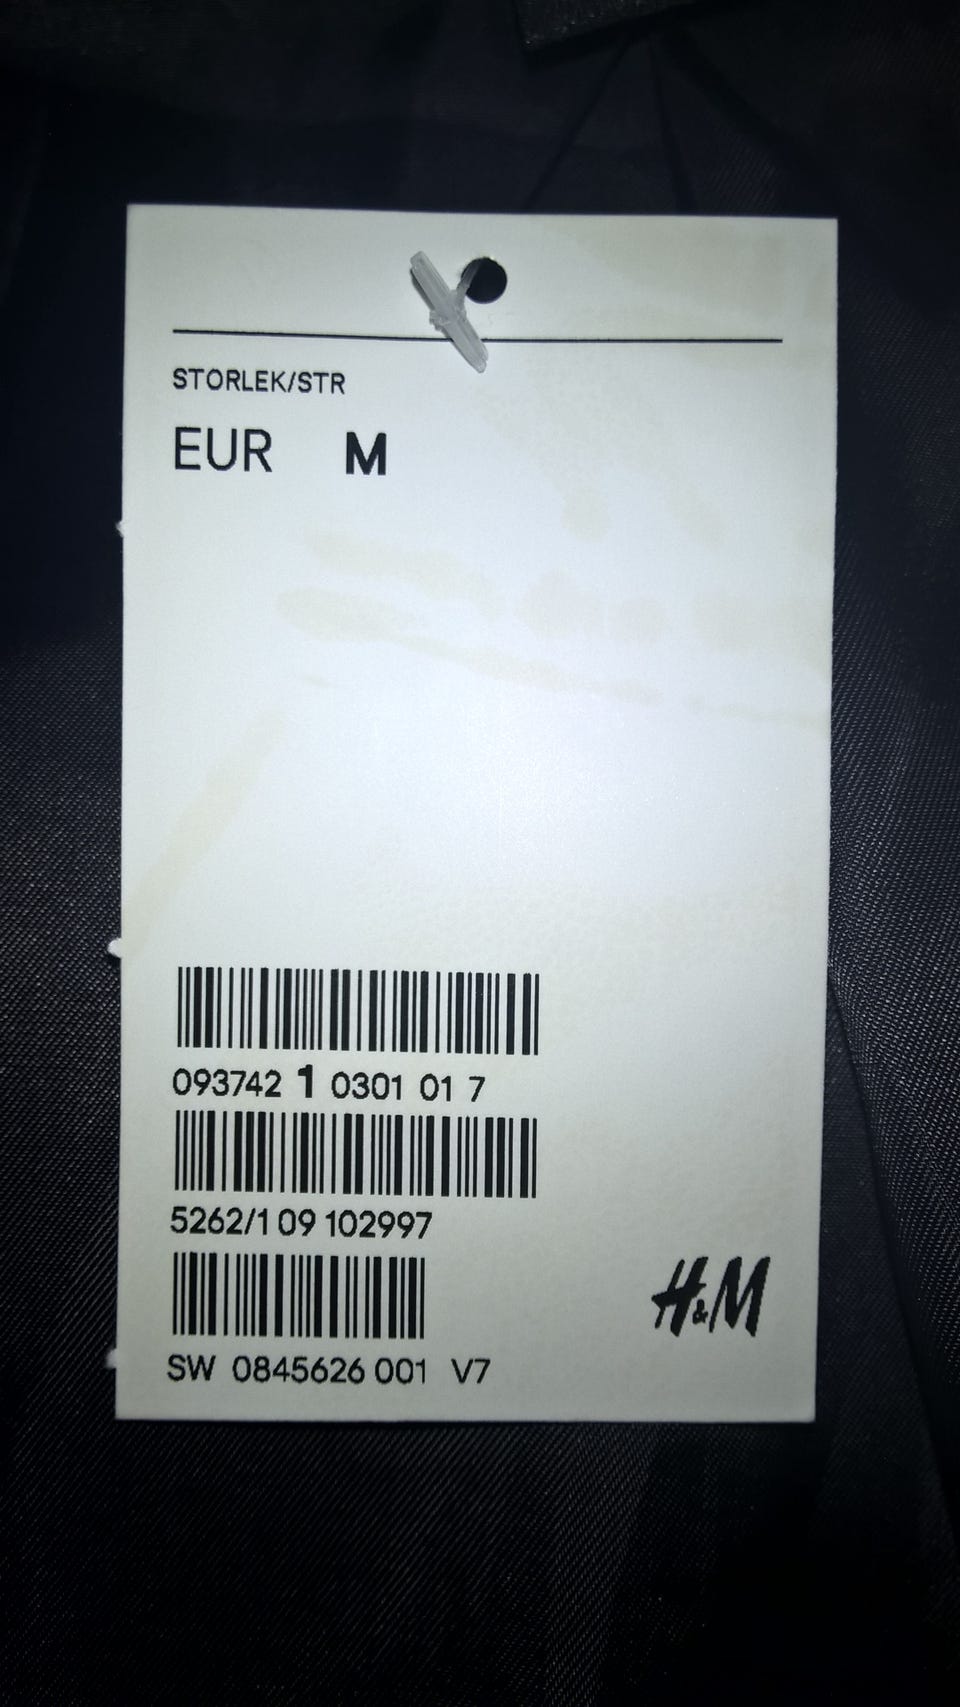 STORLEK/STR
EUR M
093742 1 0301 01 7
5262/1 09 102997
SW 0845626 001 V7
H&M